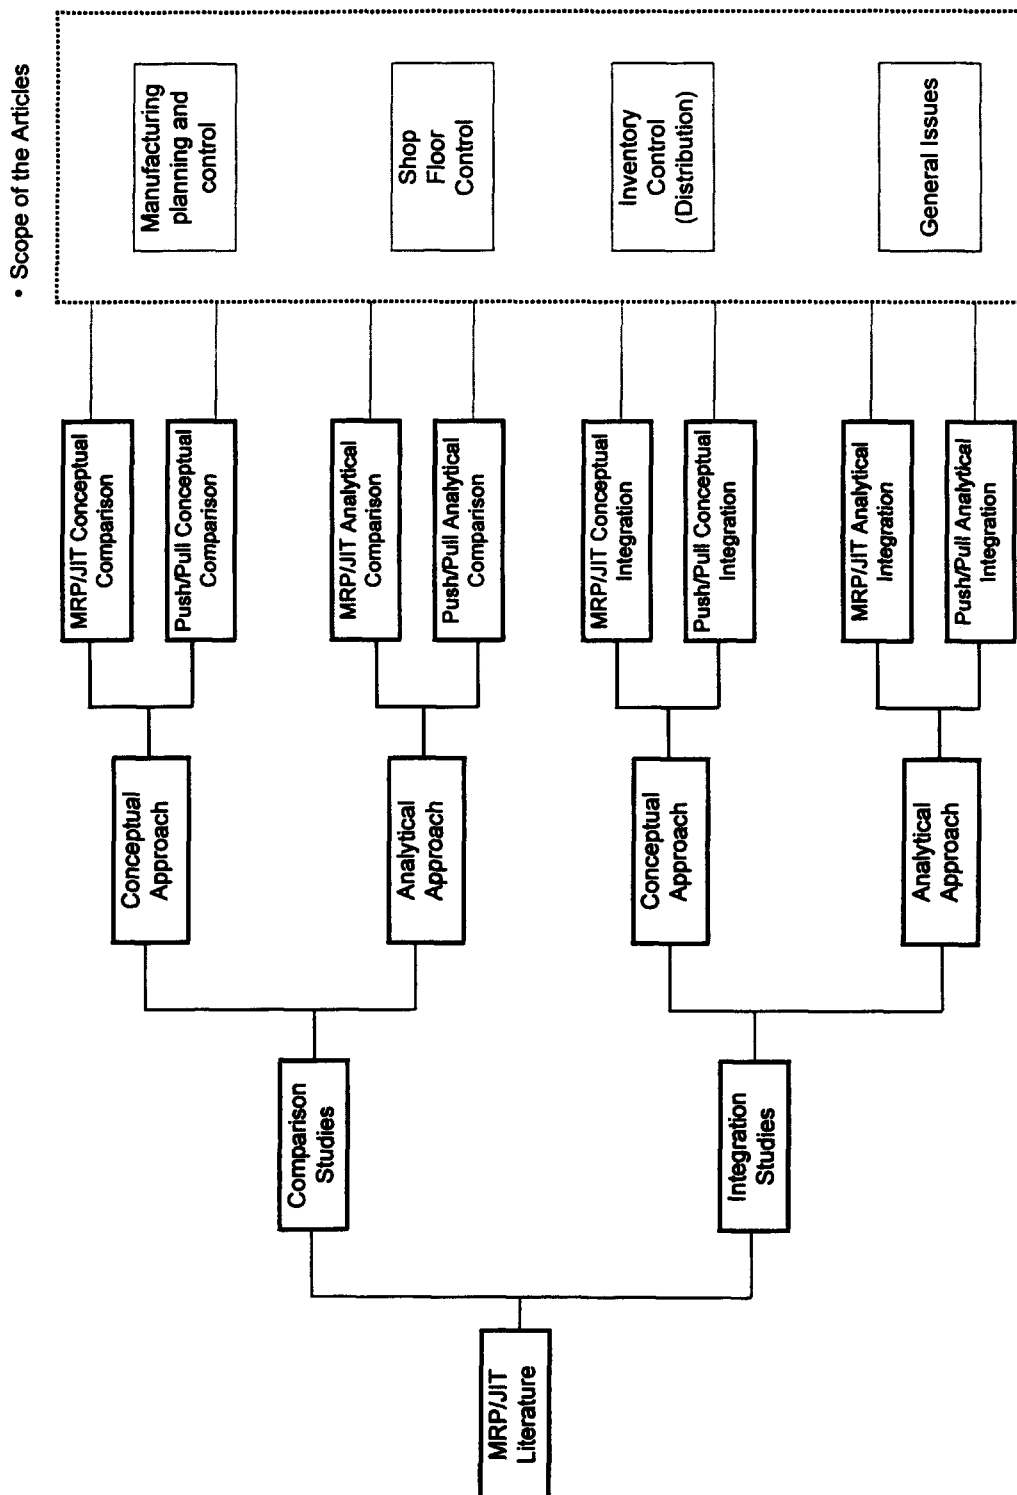 MRP/JIT
Literature
Comparison
Studies
Integration
Studies
Conceptual
Approach
Analytical
Approach
Conceptual
Approach
Analytical
Approach
MRP/JIT Conceptual
Comparison
Push/Pull Conceptual
Comparison
MRP/JIT Analytical
Comparison
Push/Pull Analytical
Comparison
MRP/JIT Conceptual
Integration
Push/Pull Conceptual
Integration
MRP/JIT Analytical
Integration
Push/Pull Analytical
Integration
• Scope of the Articles
Manufacturing
planning and
control
Shop
Floor
Control
Inventory
Control
(Distribution)
General Issues